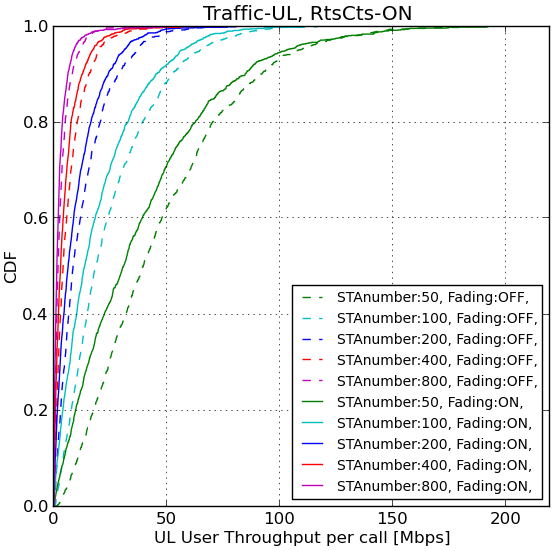 Traffic-UL, RtsCts-ON
CDF
1.0
0.8
0.6
0.4
0.2
0.0
STAnumber:50, Fading:OFF,
STAnumber:100, Fading:OFF,
STAnumber:200, Fading:OFF,
STAnumber:400, Fading:OFF,
STAnumber:800, Fading:OFF,
STAnumber:50, Fading:ON,
STAnumber:100, Fading:ON,
STAnumber:200, Fading:ON,
STAnumber:400, Fading:ON,
STAnumber:800, Fading:ON,
0 50 100 150 200
UL User Throughput per call [Mbps]